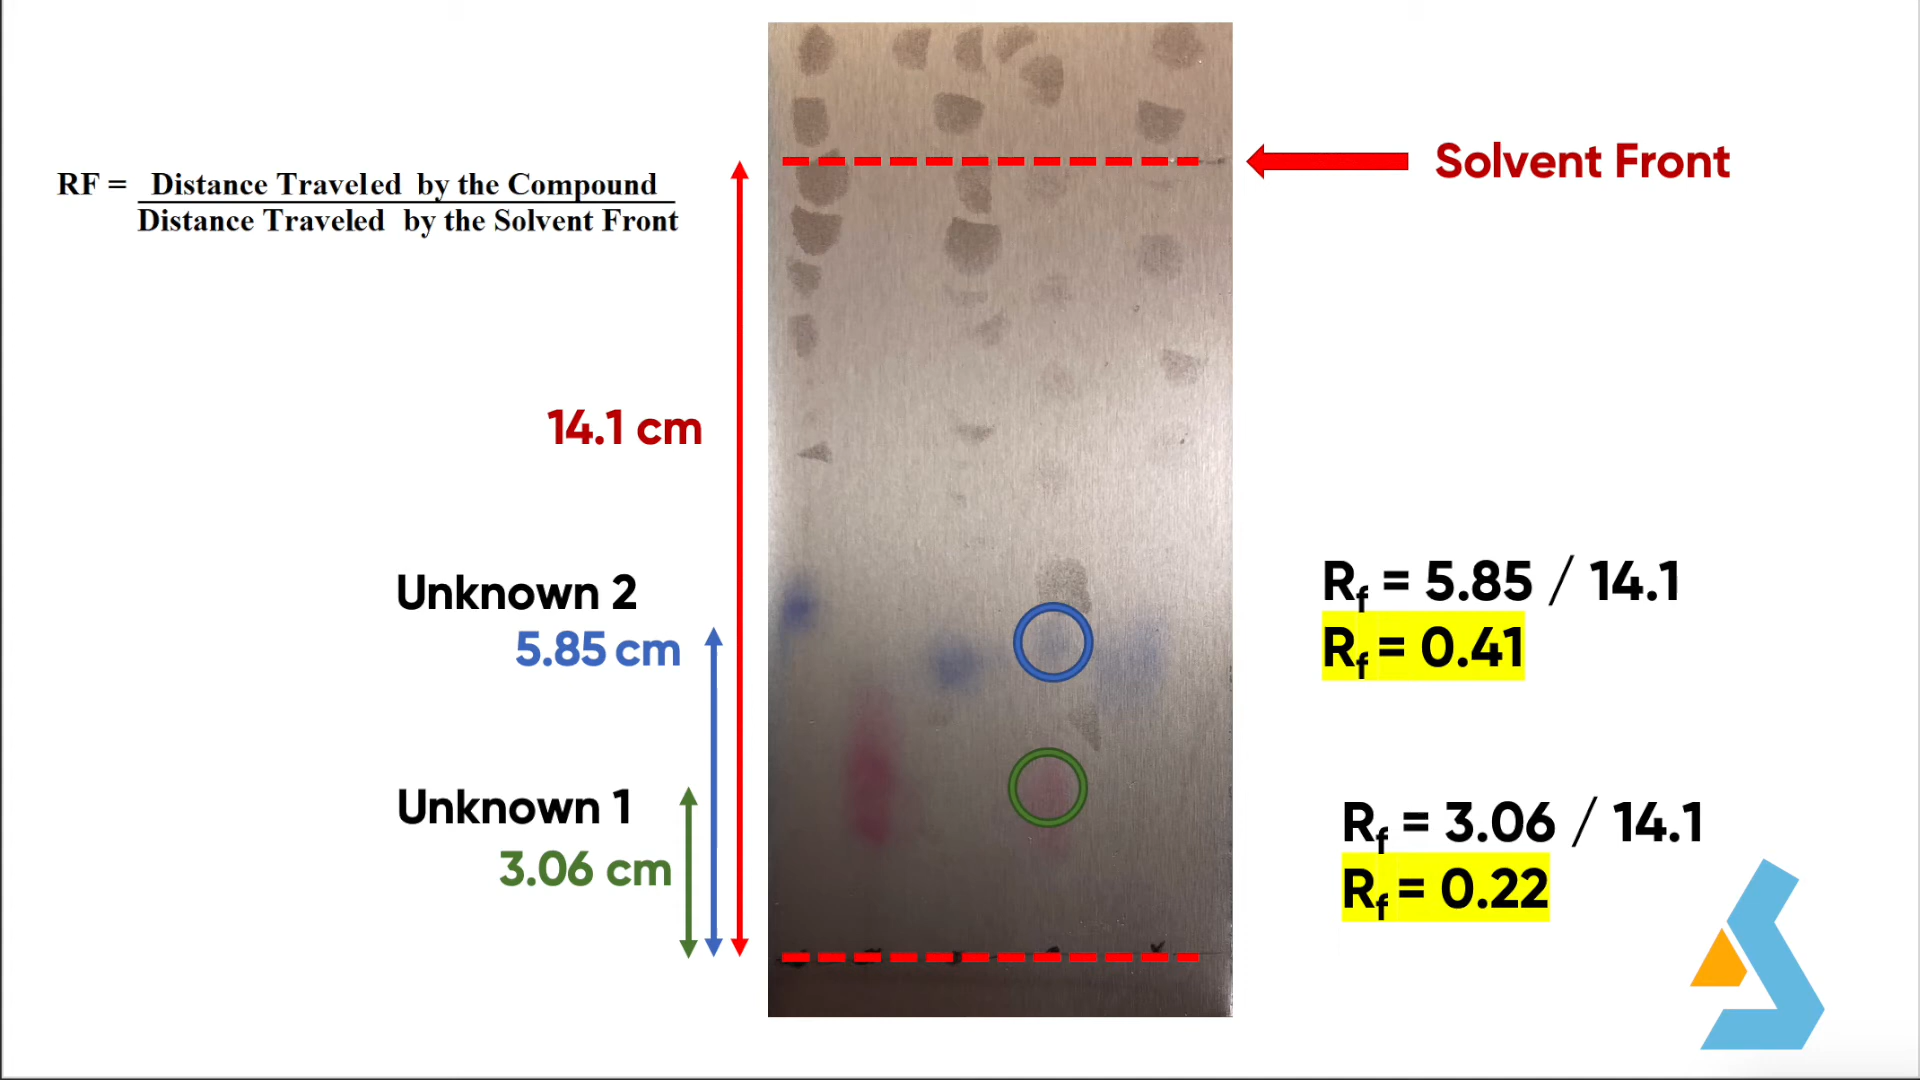 Solvent Front
RF = Distance Traveled by the Compound
Distance Traveled by the Solvent Front
14.1 cm
Unknown 2
5.85 cm
Rf = 5.85 / 14.1
Rf = 0.41
Unknown 1
3.06 cm
Rf = 3.06 / 14.1
Rf = 0.22